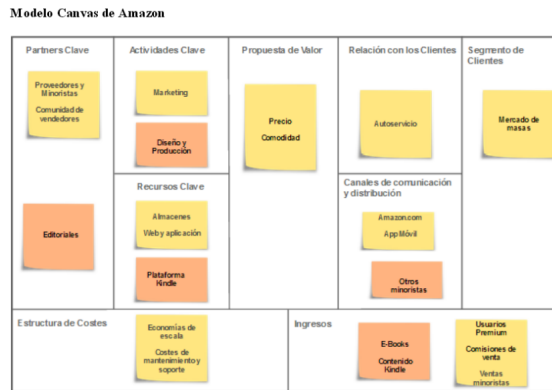 Modelo Canvas de Amazon
Partners Clave
Proveedores y
Minoristas
Comunidad de
vendedores
Editoriales
Actividades Clave
Marketing
Diseño y
Producción
Recursos Clave
Almacenes
Web y aplicación
Plataforma
Kindle
Propuesta de Valor
Precio
Comodidad
Relación con los Clientes
Autoservicio
Canales de comunicación
y distribución
Amazon.com
App Móvil
Otros
minoristas
Segmento de
Clientes
Mercado de
masas
Estructura de Costes
Economías de
escala
Costes de
mantenimiento y
soporte
Ingresos
E-Books
Contenido
Kindle
Usuarios
Premium
Comisiones de
venta
Ventas
minoristas